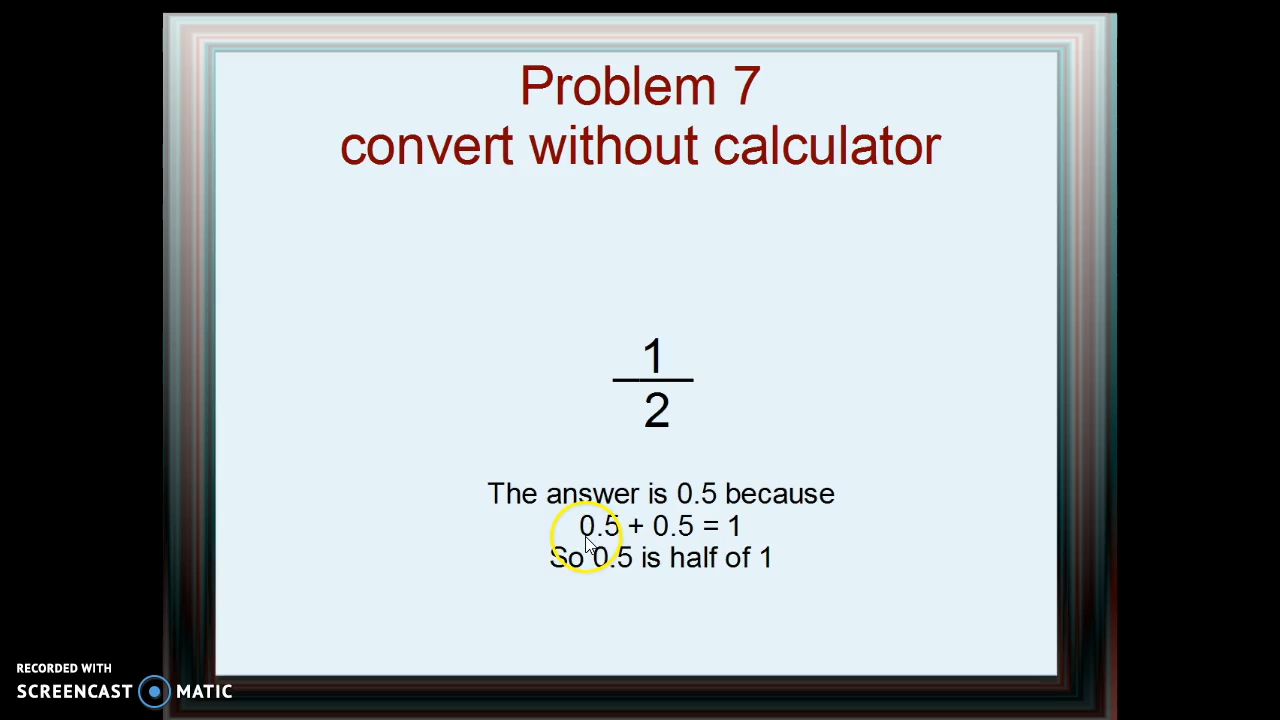 Problem 7
convert without calculator
1
2
The answer is 0.5 because
0.5 + 0.5 = 1
So 0.5 is half of 1
RECORDED WITH
SCREENCAST MATIC